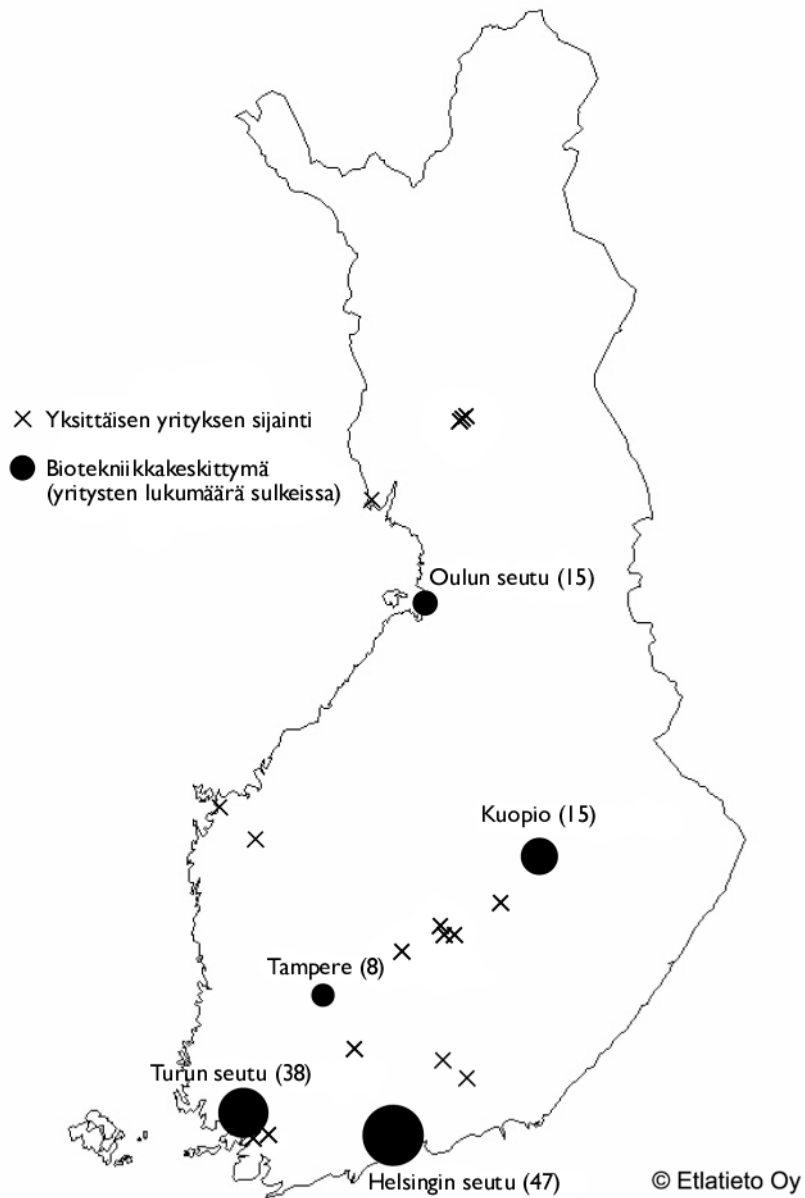 Yksittäisen yrityksen sijainti
Biotekniikkakeskittymä
(yritysten lukumäärä sulkeissa)
Oulun seutu (15)
Kuopio (15)
Tampere (8)
Turun seutu (38)
Helsingin seutu (47)
© Etlatieto Oy